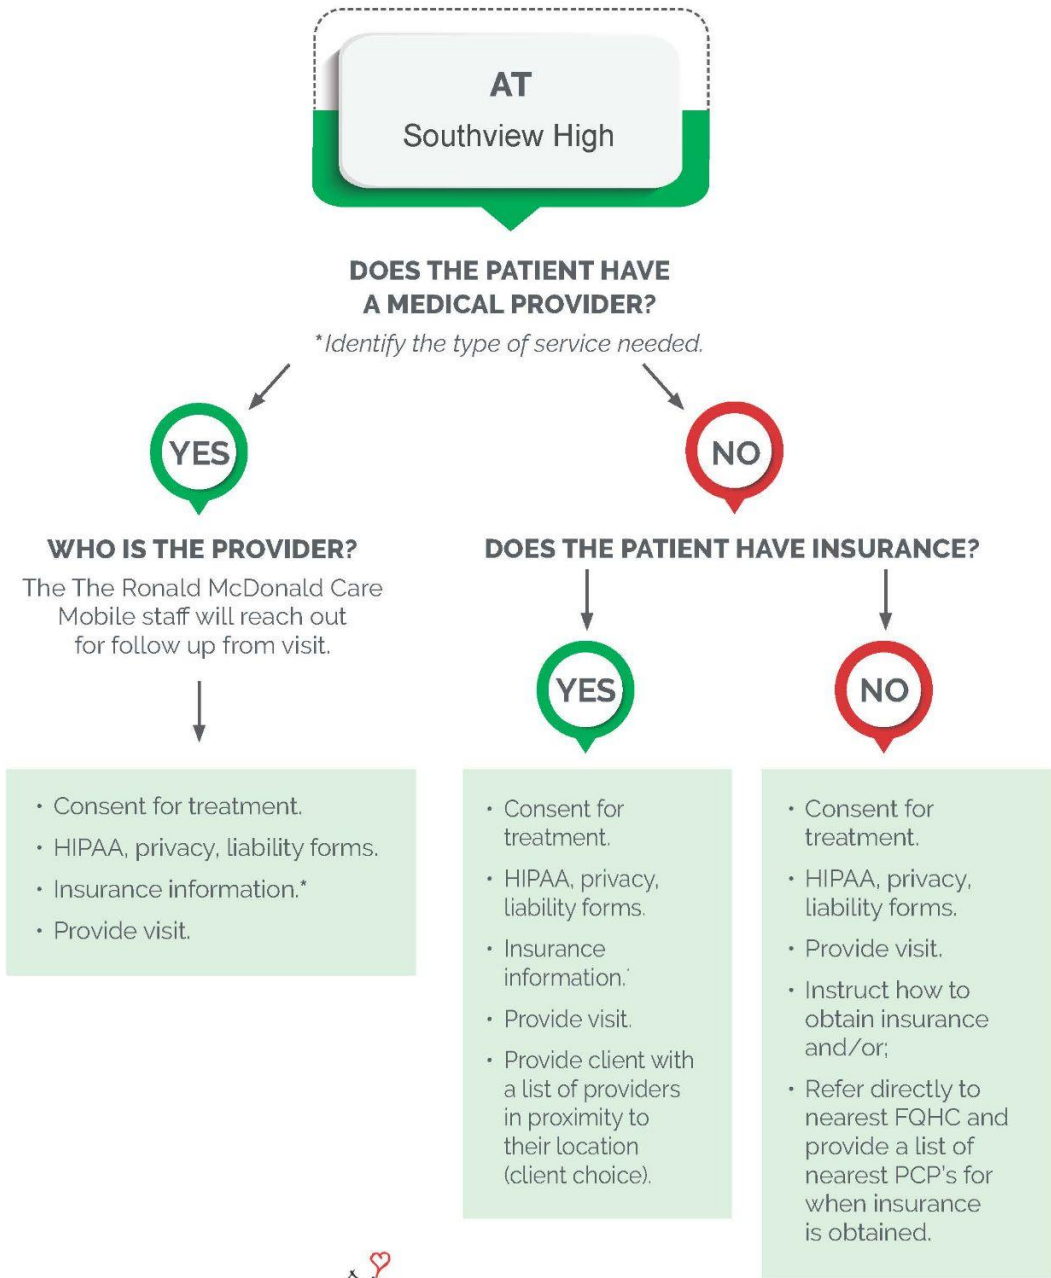 AT
Southview High
DOES THE PATIENT HAVE
A MEDICAL PROVIDER?
*Identify the type of service needed.
YES
NO
WHO IS THE PROVIDER?
The The Ronald McDonald Care
Mobile staff will reach out
for follow up from visit.
DOES THE PATIENT HAVE INSURANCE?
YES
NO
• Consent for treatment.
• HIPAA, privacy, liability forms.
• Insurance information.*
• Provide visit.
• Consent for
treatment.
• HIPAA, privacy,
liability forms.
• Insurance
information.
• Provide visit.
• Provide client with
a list of providers
in proximity to
their location
(client choice).
• Consent for
treatment.
• HIPAA, privacy,
liability forms.
• Provide visit.
• Instruct how to
obtain insurance
and/or;
• Refer directly to
nearest FQHC and
provide a list of
nearest PCP's for
when insurance
is obtained.